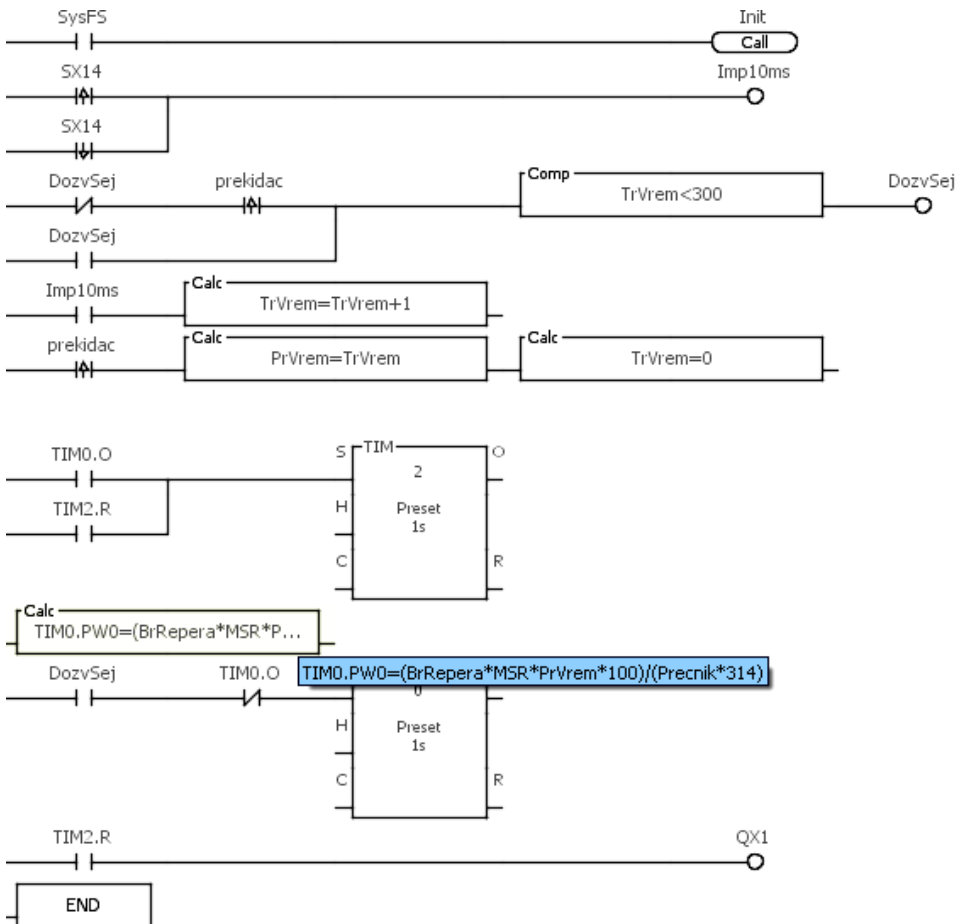 SysFS Init
Call
SX14 Imp10ms
SX14
DozvSej prekidac Comp TrVrem<300 DozvSej
DozvSej
Imp10ms Calc TrVrem=TrVrem+1
prekidac Calc PrVrem=TrVrem Calc TrVrem=0
TIM0.O S TIM O
2
TIM2.R H Preset
1s
C R
Calc
TIM0.PW0=(BrRepera*MSR*P...
DozvSej TIM0.O TIM0.PW0=(BrRepera*MSR*PrVrem*100)/(Precnik*314)
0
H Preset
1s
C R
TIM2.R QX1
END